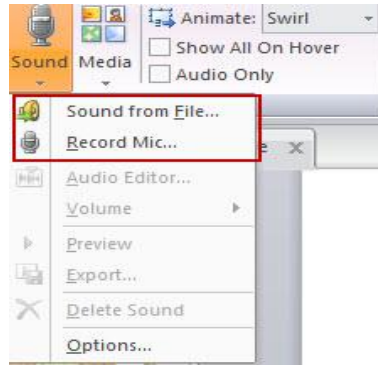 Animate: Swirl
Show All On Hover
Sound Media
Audio Only
Sound from File...
Record Mic...
Audio Editor...
Volume
Preview
Export...
Delete Sound
Options...